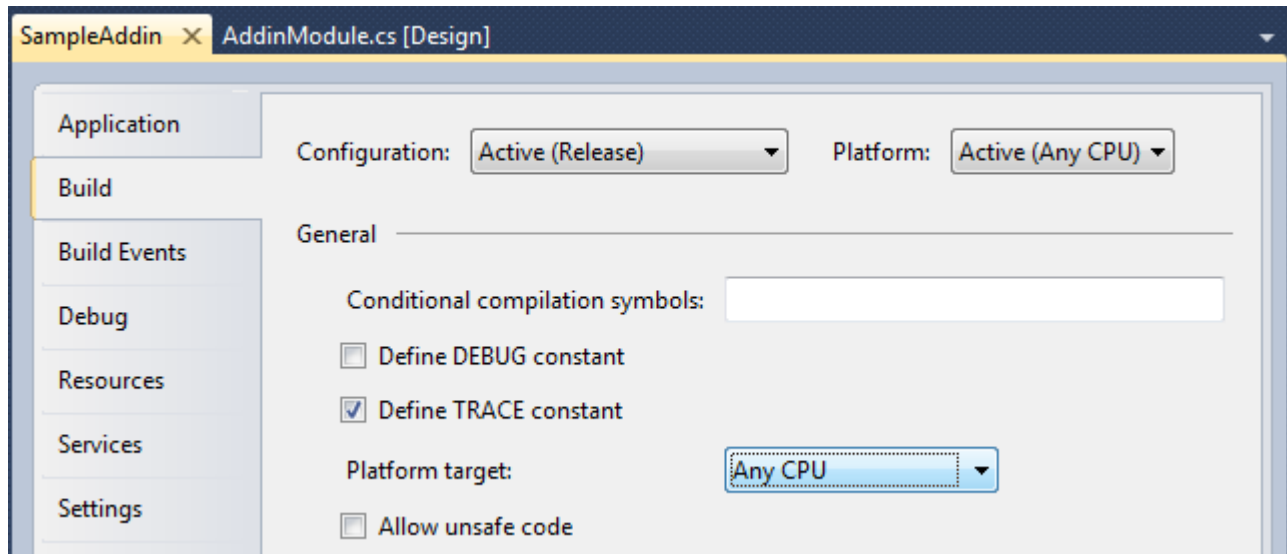 SampleAddin AddinModule.cs [Design]
Application
Configuration: Active (Release) Platform: Active (Any CPU)
Build
General
Build Events
Conditional compilation symbols:
Debug
Define DEBUG constant
Resources
Define TRACE constant
Services
Platform target: Any CPU
Settings
Allow unsafe code